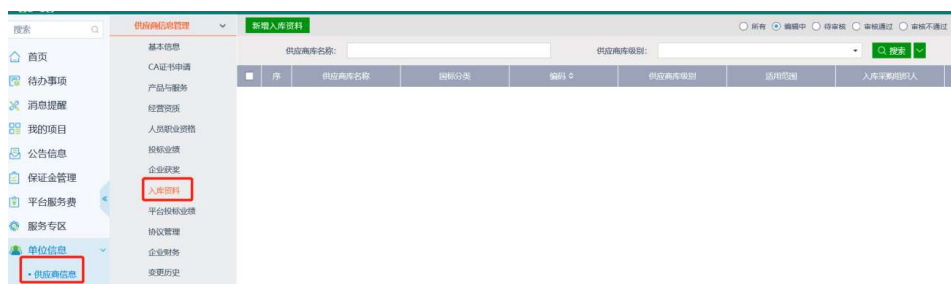 搜索
首页
待办事项
消息提醒
我的项目
公告信息
保证金管理
平台服务费
服务专区
单位信息
• 供应商信息
供应商信息管理
基本信息
CA证书申请
产品与服务
经营资质
人员职业资格
投标业绩
企业获奖
入库资料
平台投标业绩
协议管理
企业财务
变更历史
新增入库资料
所有 编辑中 待审核 审核通过 审核不通过
供应商库名称: 供应商库级别: 搜索
序 供应商库名称 国标分类 编码 供应商库级别 适用范围 入库采购组织人